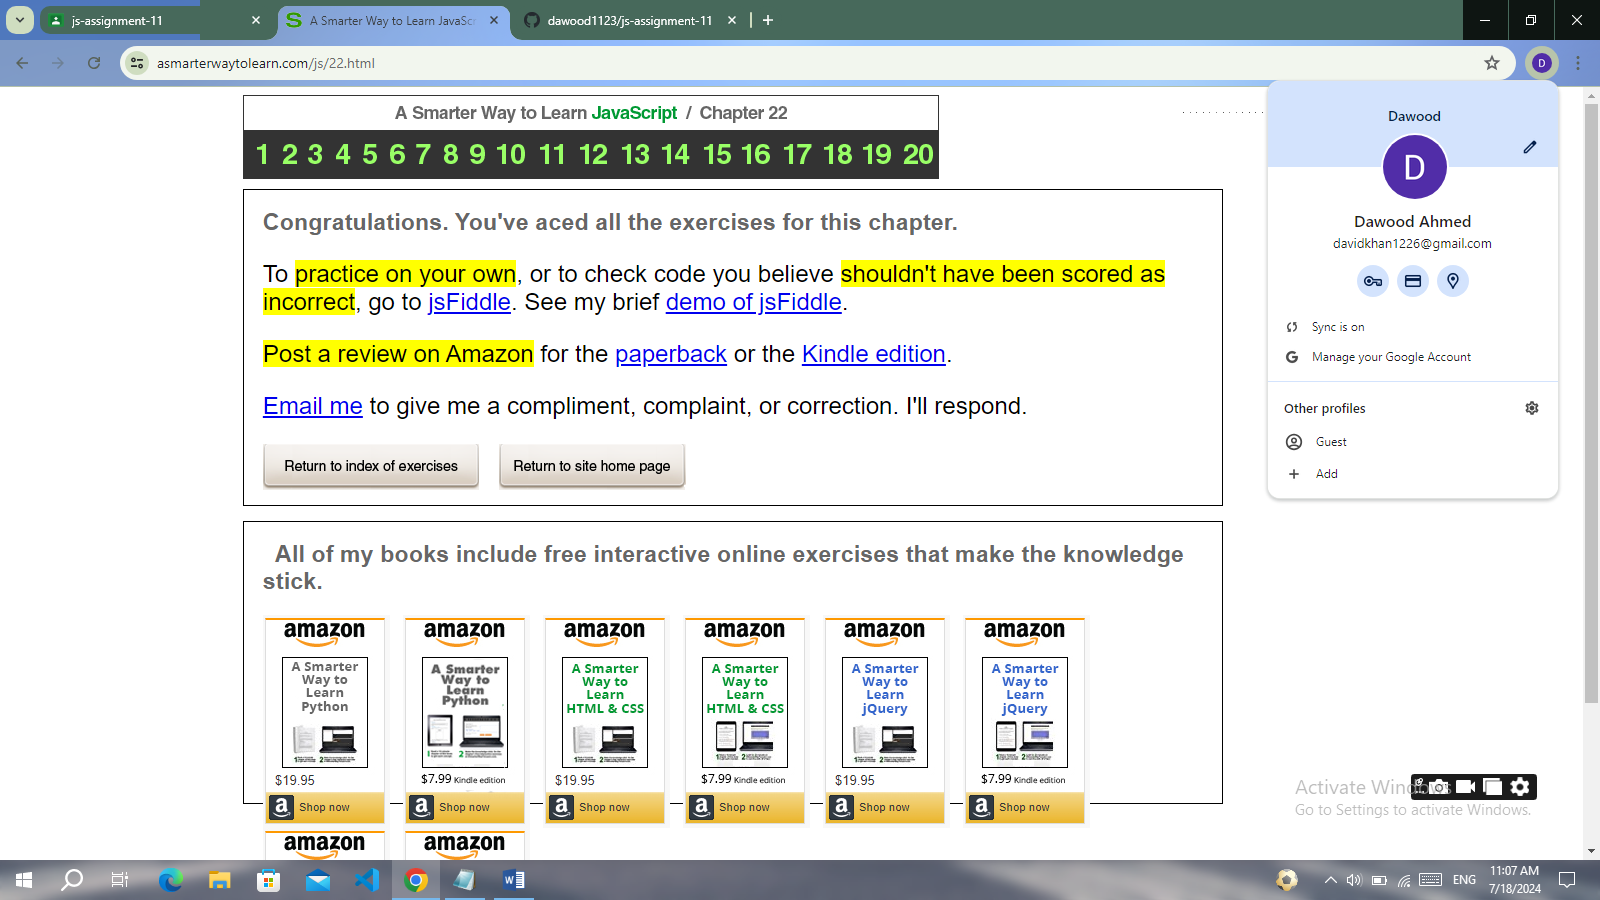 js-assignment-11
A Smarter Way to Learn JavaSc
dawood1123/js-assignment-11
asmarterwaytolearn.com/js/22.html
D
A Smarter Way to Learn JavaScript / Chapter 22
1 2 3 4 5 6 7 8 9 10 11 12 13 14 15 16 17 18 19 20
Congratulations. You've aced all the exercises for this chapter.
To practice on your own, or to check code you believe shouldn't have been scored as
incorrect, go to jsFiddle. See my brief demo of jsFiddle.
Post a review on Amazon for the paperback or the Kindle edition.
Email me to give me a compliment, complaint, or correction. I'll respond.
Return to index of exercises
Return to site home page
Dawood
D
Dawood Ahmed
davidkhan1226@gmail.com
Sync is on
Manage your Google Account
Other profiles
Guest
Add
All of my books include free interactive online exercises that make the knowledge
stick.
amazon
A Smarter
Way to
Learn
Python
$19.95
Shop now
amazon
A Smarter
Way to
Learn
Python
$7.99 Kindle edition
Shop now
amazon
A Smarter
Way to
Learn
HTML & CSS
$19.95
Shop now
amazon
A Smarter
Way to
Learn
HTML & CSS
$7.99 Kindle edition
Shop now
amazon
A Smarter
Way to
Learn
jQuery
$19.95
Shop now
amazon
A Smarter
Way to
Learn
jQuery
$7.99 Kindle edition
Shop now
amazon
amazon
Activate Windows
Go to Settings to activate Windows.
ENG
11:07 AM
7/18/2024